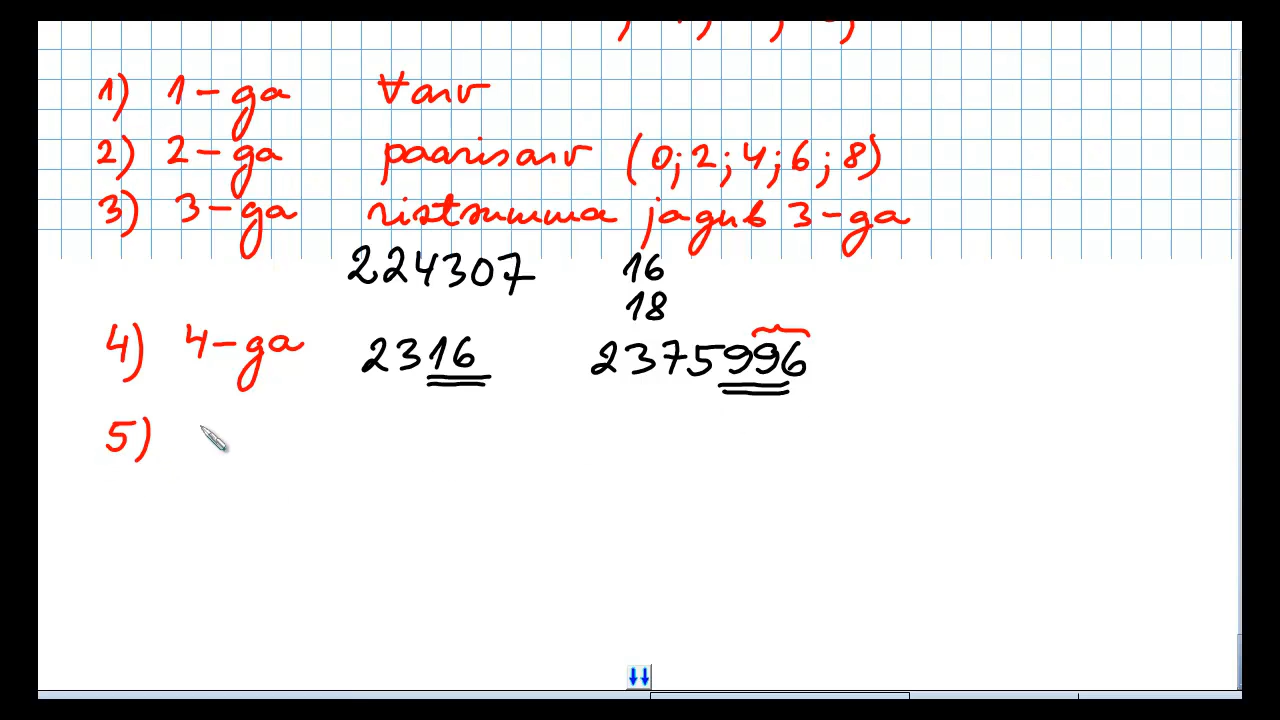 1) 1-ga ∀ arv
2) 2-ga paarisarv (0; 2; 4; 6; 8)
3) 3-ga ristsumma jagub 3-ga
224307 16
18
4) 4-ga 2316 2375996
5)